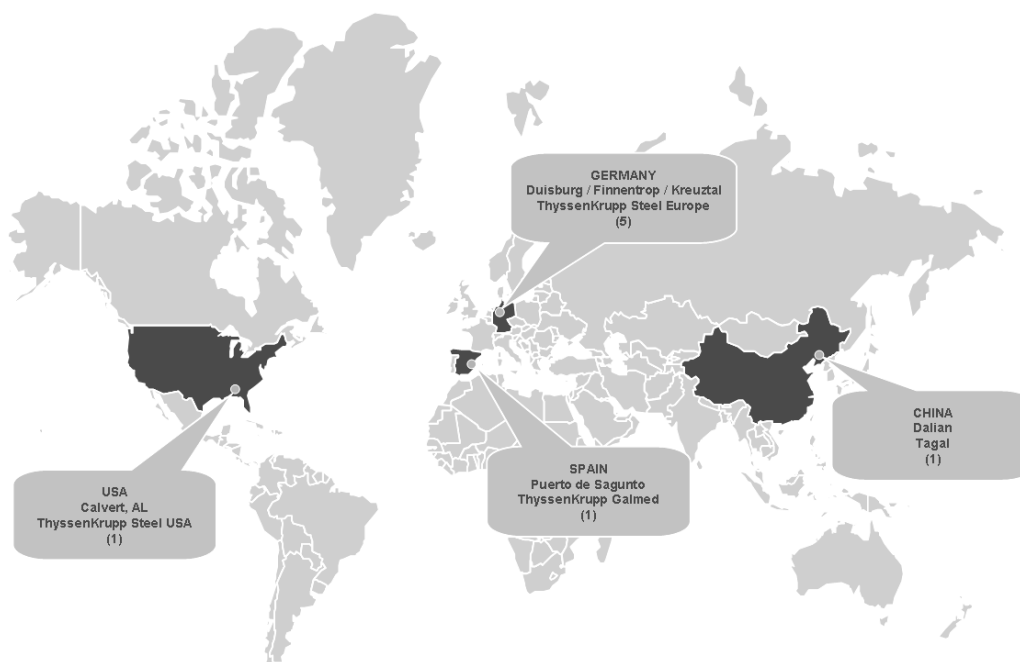 GERMANY
Duisburg / Finnentrop / Kreuztal
ThyssenKrupp Steel Europe
(5)
USA
Calvert, AL
ThyssenKrupp Steel USA
(1)
SPAIN
Puerto de Sagunto
ThyssenKrupp Galmed
(1)
CHINA
Dalian
Tagal
(1)